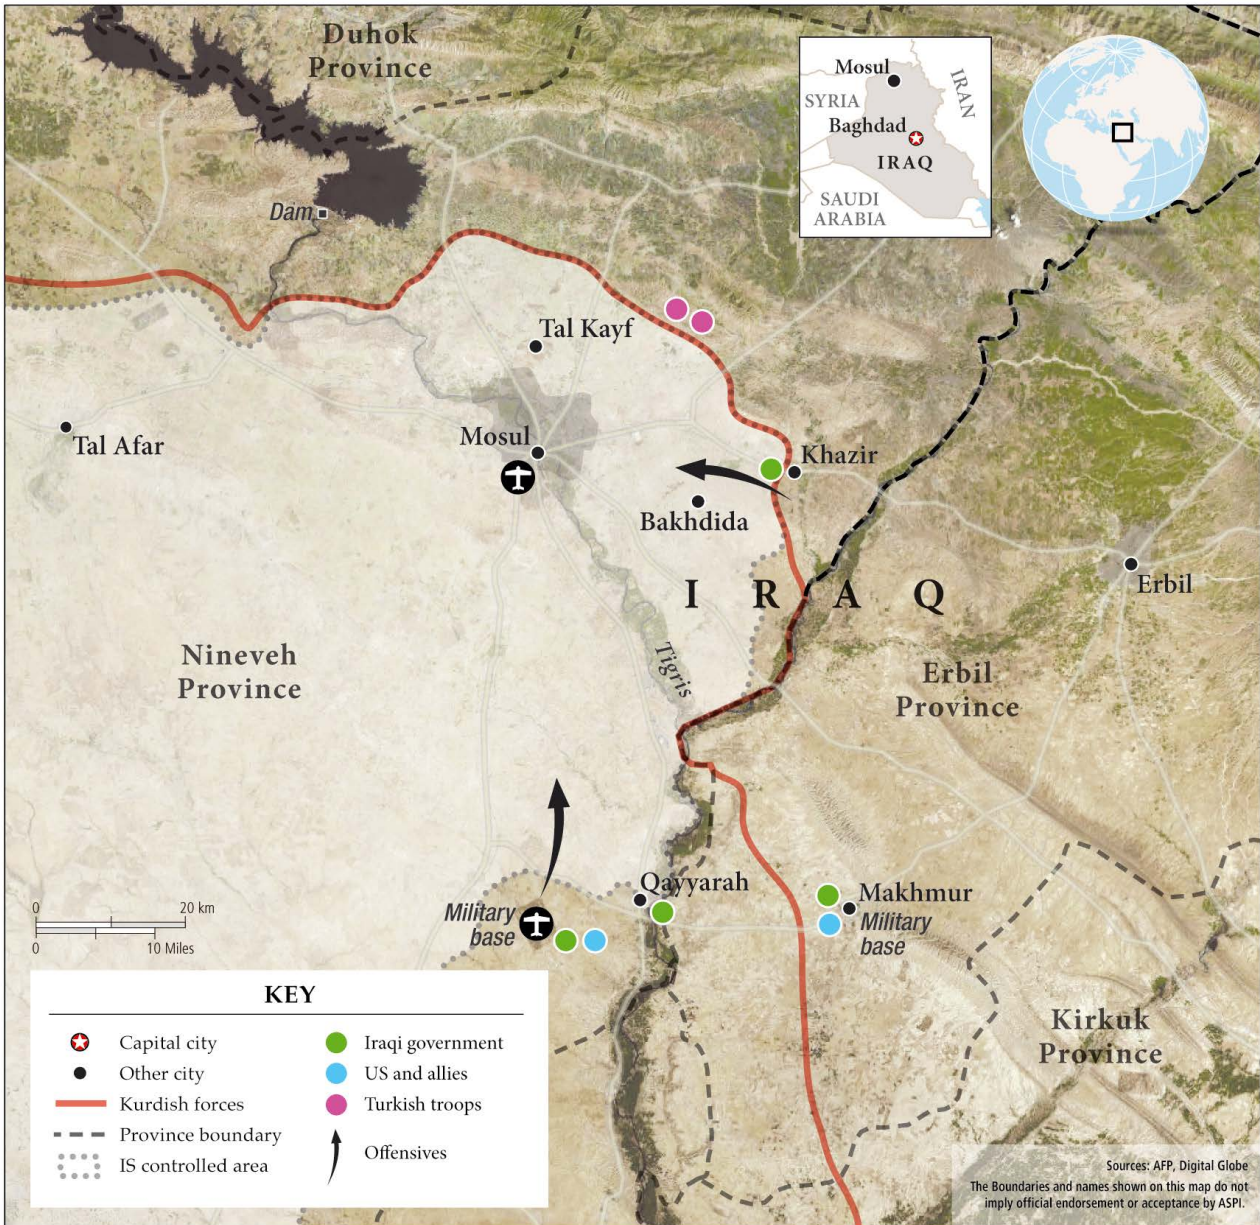 Duhok
Province
Mosul
SYRIA
IRAN
Baghdad
IRAQ
SAUDI
ARABIA
Dam
Tal Kayf
Tal Afar
Mosul
Khazir
Bakhdida
Erbil
I R A Q
Nineveh
Province
Tigris
Erbil
Province
Qayyarah
Makhmur
Military
base
Military
base
0 20 km
0 10 Miles
Kirkuk
Province
KEY
Capital city
Other city
Kurdish forces
Province boundary
IS controlled area
Iraqi government
US and allies
Turkish troops
Offensives
Sources: AFP, Digital Globe
The Boundaries and names shown on this map do not
imply official endorsement or acceptance by ASPI.